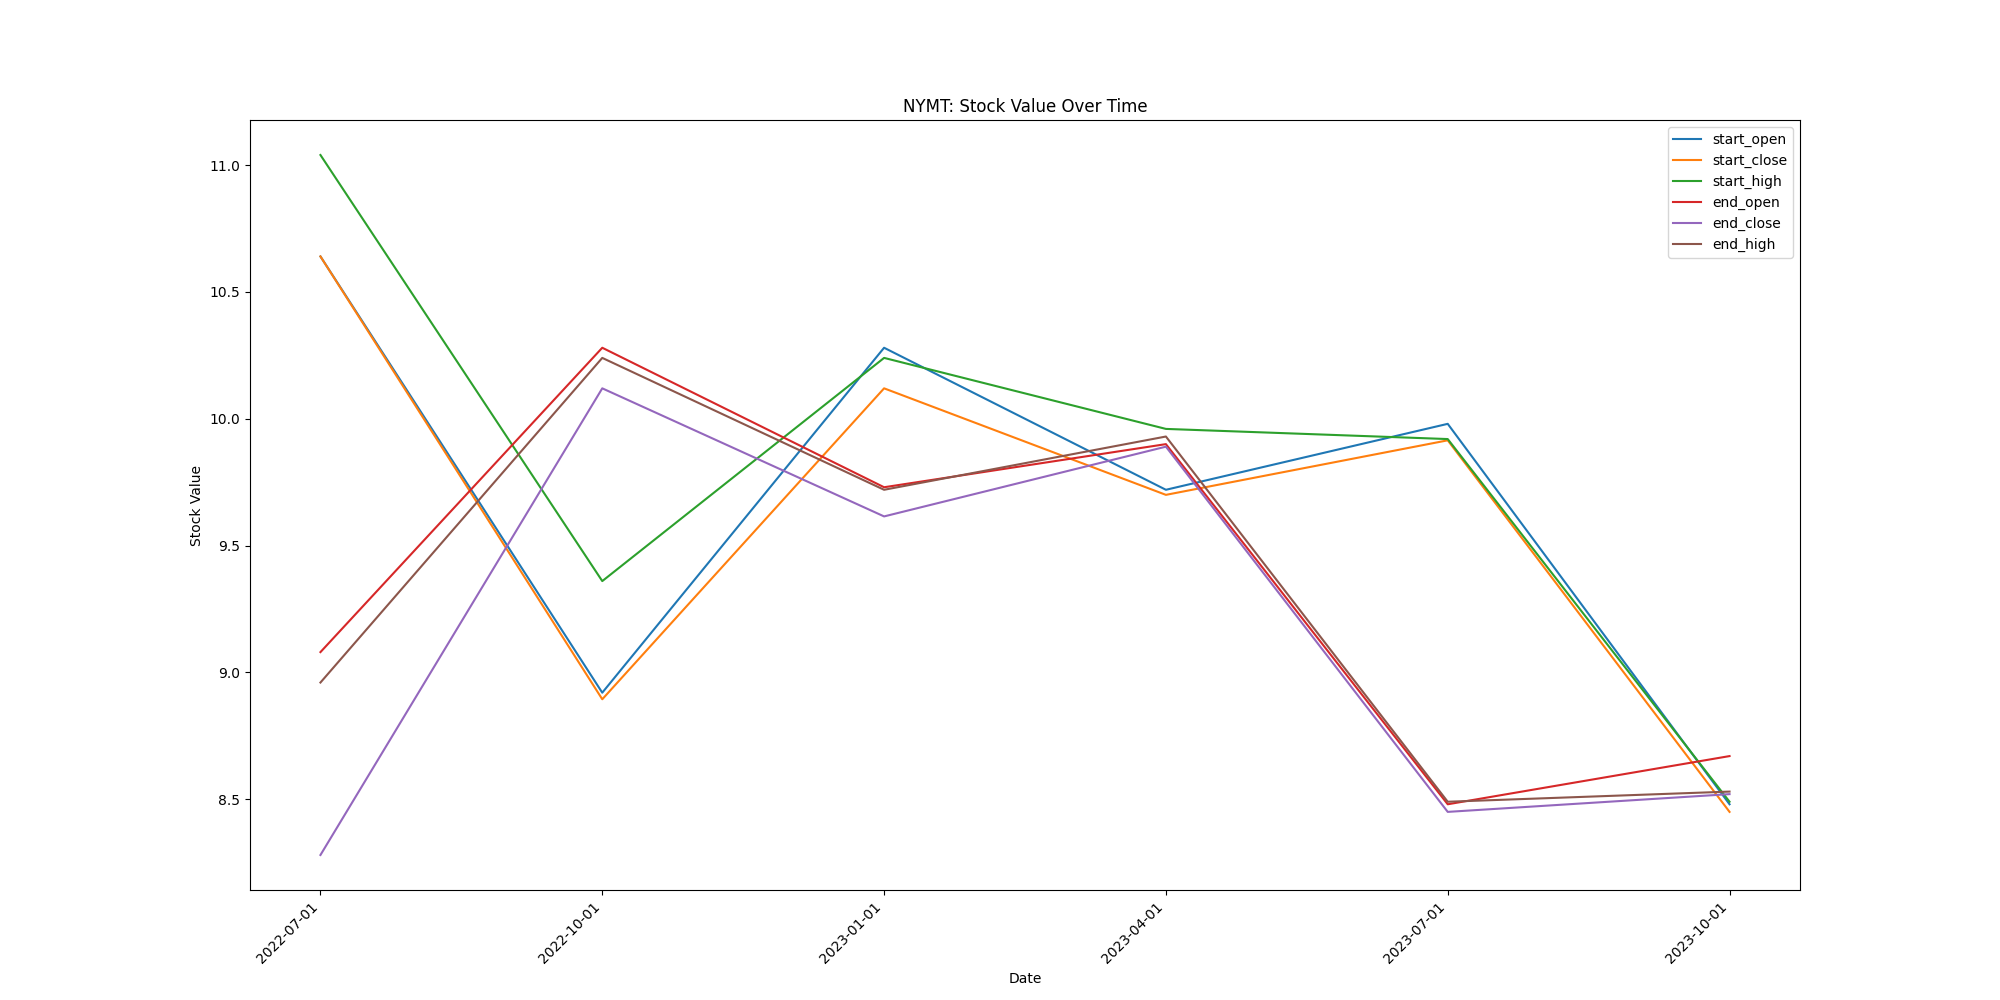 NYMT: Stock Value Over Time
start_open
start_close
start_high
end_open
end_close
end_high
11.0
10.5
10.0
9.5
9.0
8.5
Stock Value
2022-07-01
2022-10-01
2023-01-01
2023-04-01
2023-07-01
2023-10-01
Date